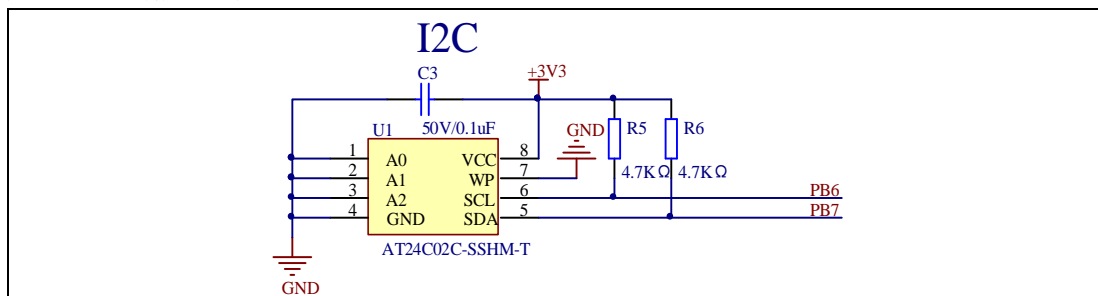 I2C
C3
+3V3
U1
50V/0.1uF
GND
R5
R6
1
A0
VCC
8
2
A1
WP
7
4.7KΩ
4.7KΩ
3
A2
SCL
6
PB6
4
GND
SDA
5
PB7
AT24C02C-SSHM-T
GND